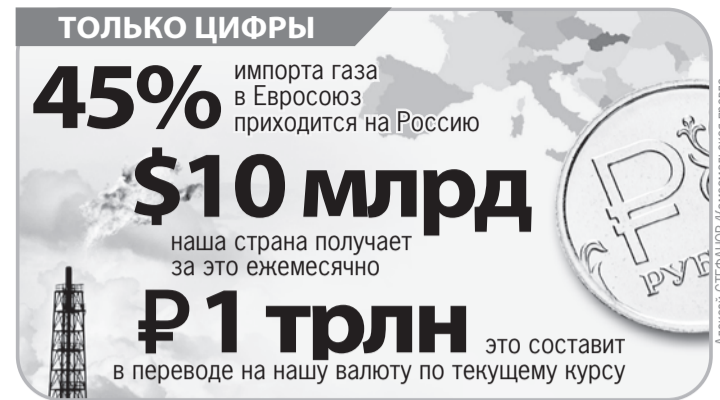 ТОЛЬКО ЦИФРЫ
45% импорта газа
в Евросоюз
приходится на Россию
$10 млрд
наша страна получает
за это ежемесячно
₽1 трлн это составит
в переводе на нашу валюту по текущему курсу